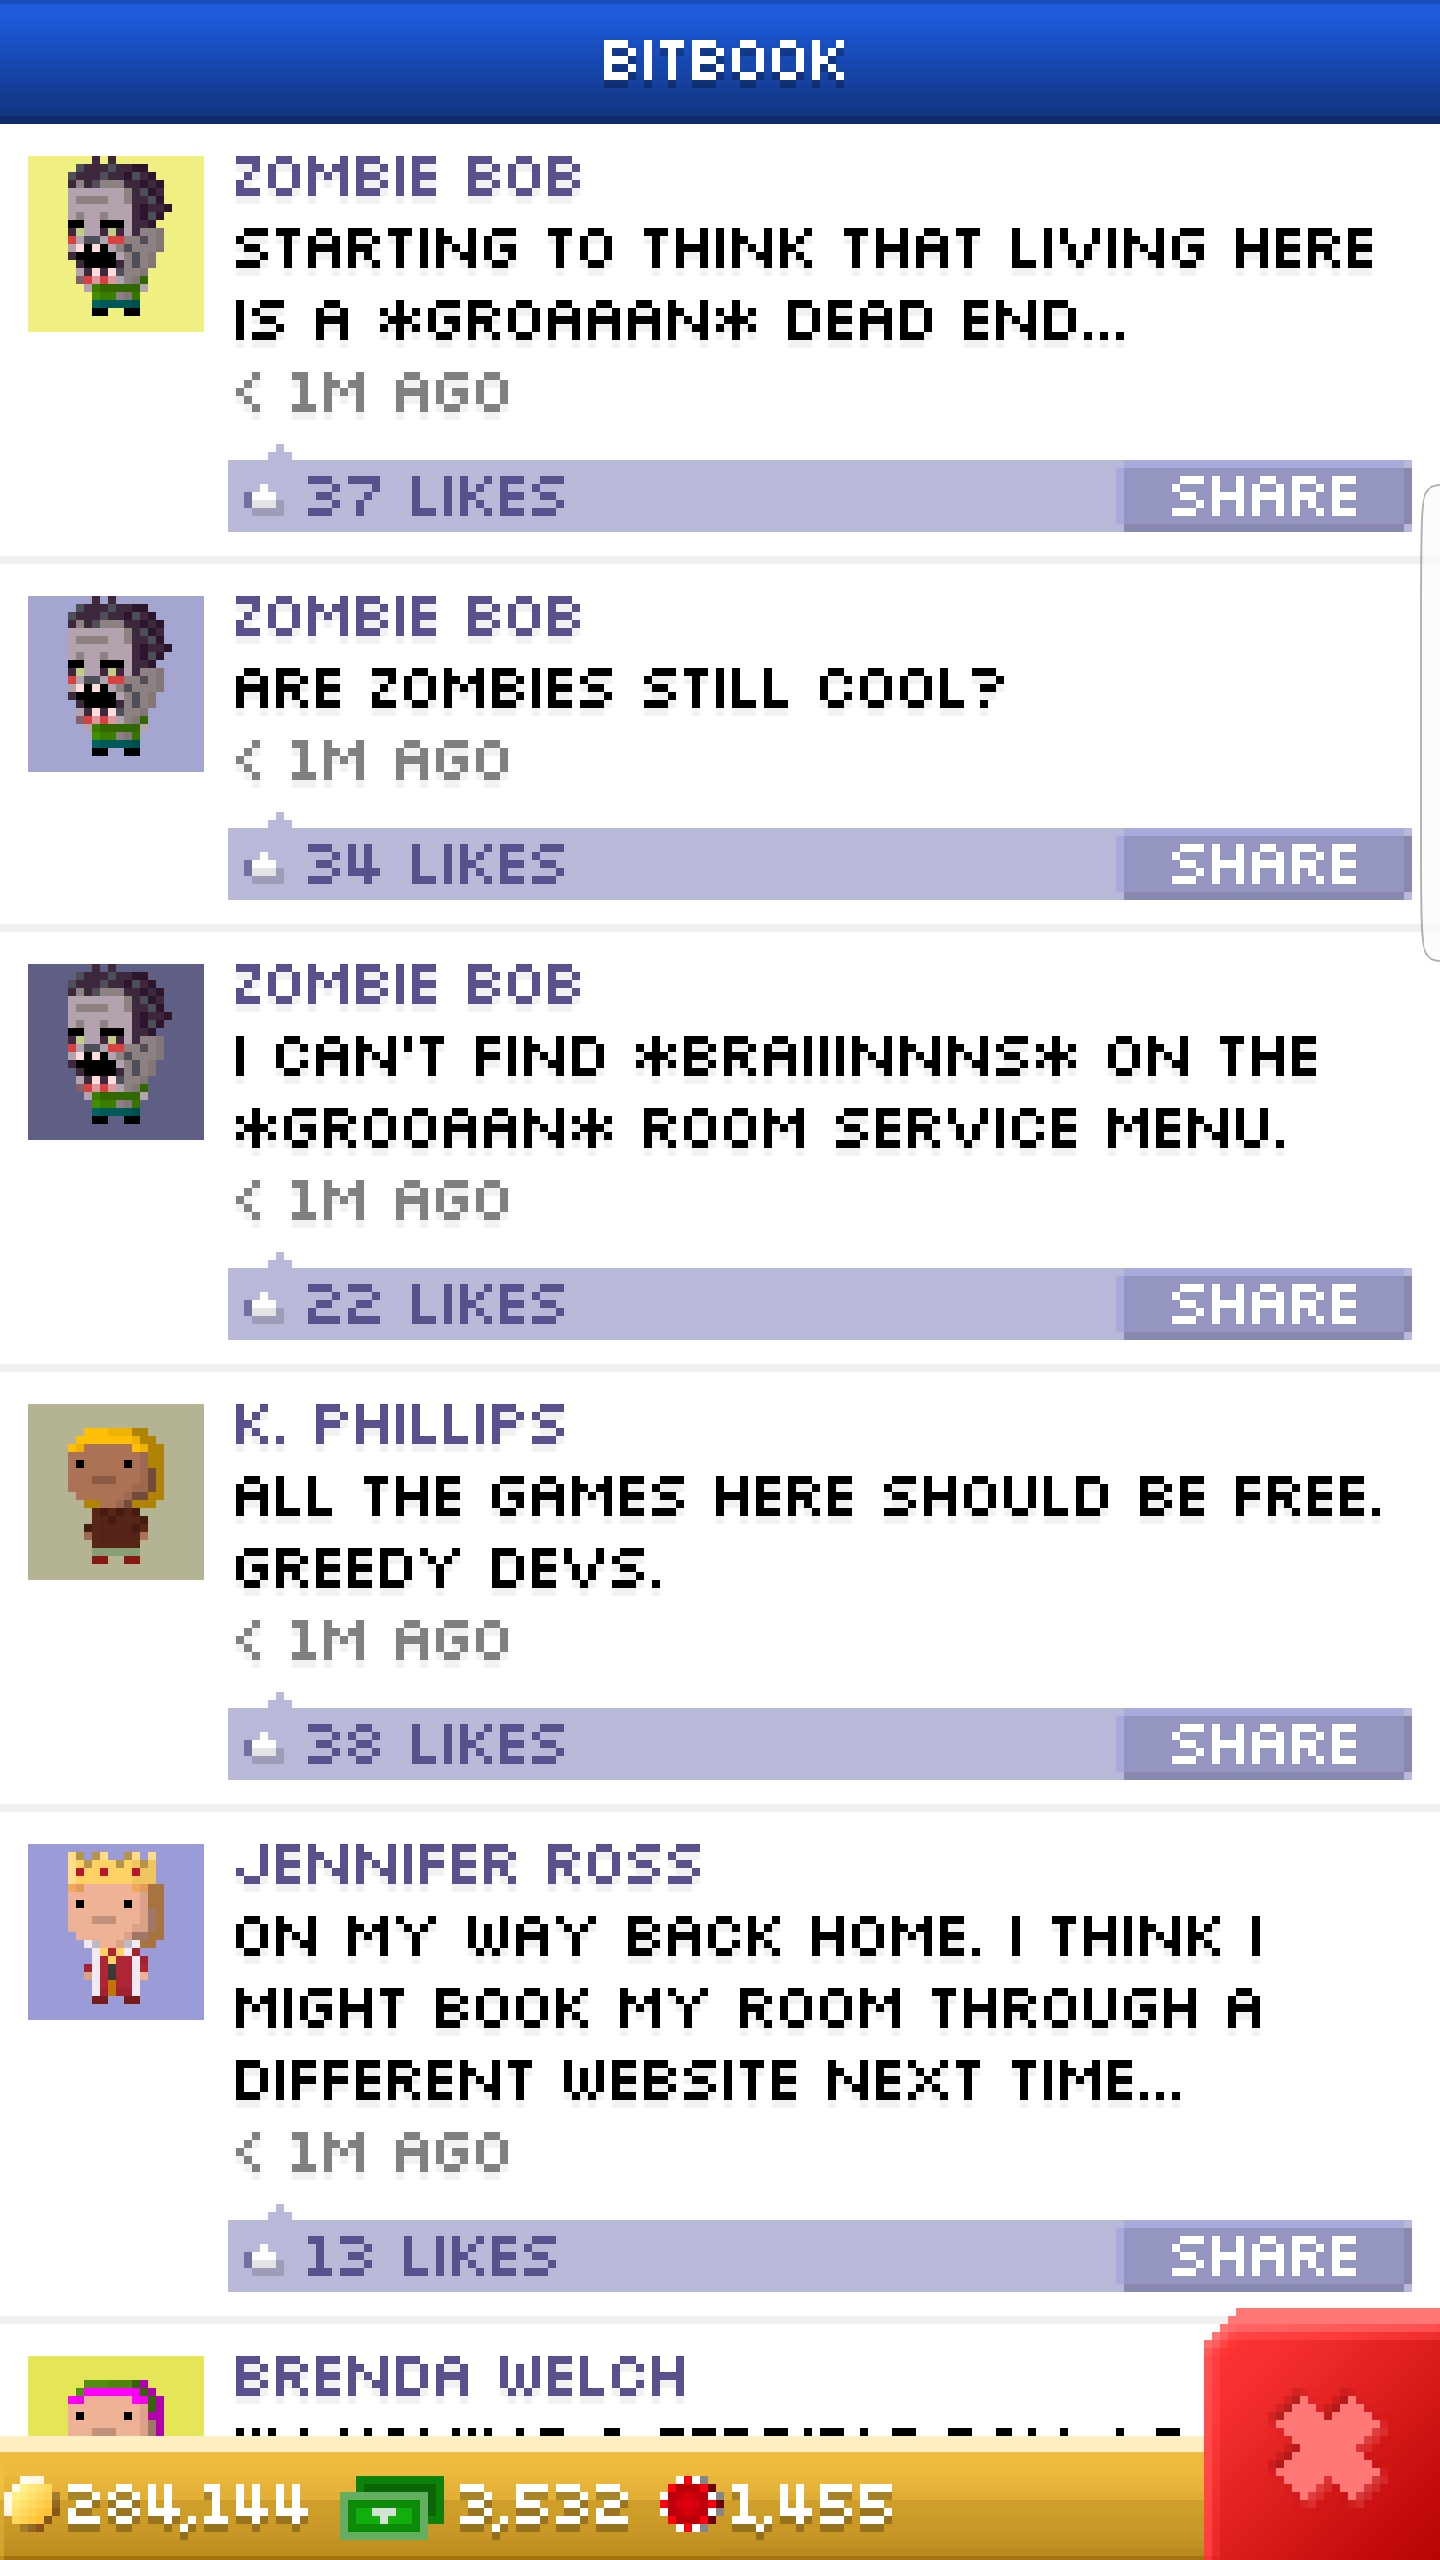 BITBOOK
ZOMBIE BOB
STARTING TO THINK THAT LIVING HERE
IS A *GROAAAN* DEAD END...
< 1M AGO
37 LIKES SHARE
ZOMBIE BOB
ARE ZOMBIES STILL COOL?
< 1M AGO
34 LIKES SHARE
ZOMBIE BOB
I CAN'T FIND *BRAIIINNNS* ON THE
*GROOAAN* ROOM SERVICE MENU.
< 1M AGO
22 LIKES SHARE
K. PHILLIPS
ALL THE GAMES HERE SHOULD BE FREE.
GREEDY DEVS.
< 1M AGO
38 LIKES SHARE
JENNIFER ROSS
ON MY WAY BACK HOME. I THINK I
MIGHT BOOK MY ROOM THROUGH A
DIFFERENT WEBSITE NEXT TIME...
< 1M AGO
13 LIKES SHARE
BRENDA WELCH
284,144 3,532 1,455